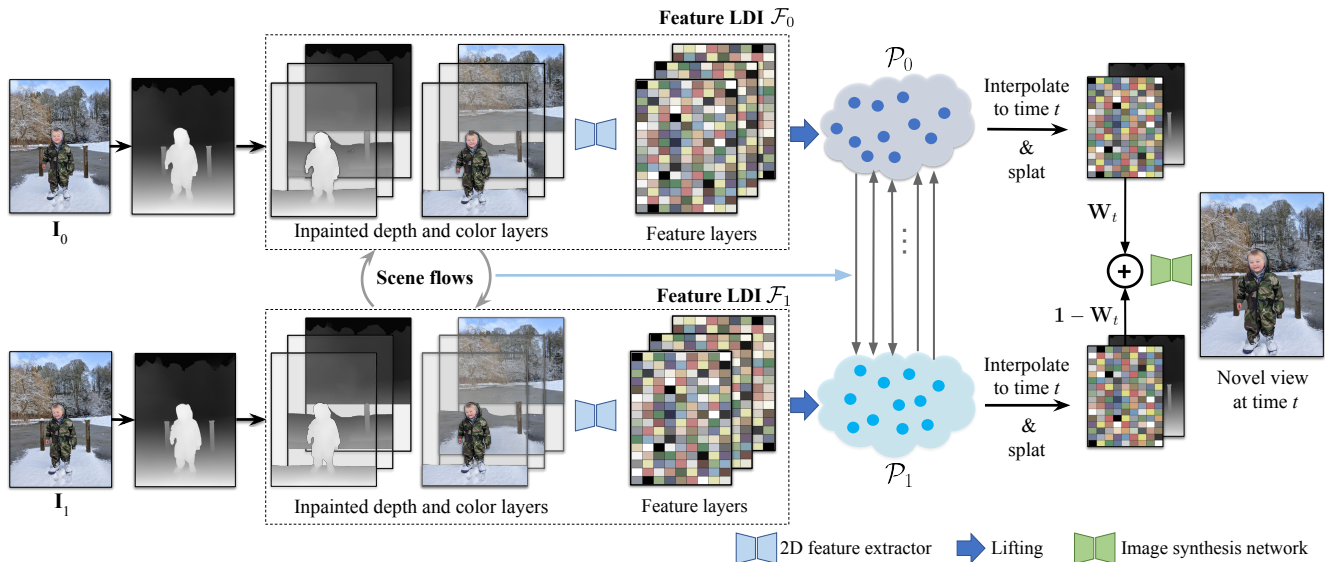 Feature LDI F₀
I₀
Inpainted depth and color layers
Feature layers
P₀
Interpolate
to time t
&
splat
Wₜ
Scene flows
+
1 − Wₜ
Feature LDI F₁
I₁
Inpainted depth and color layers
Feature layers
P₁
Interpolate
to time t
&
splat
Novel view
at time t
2D feature extractor
Lifting
Image synthesis network